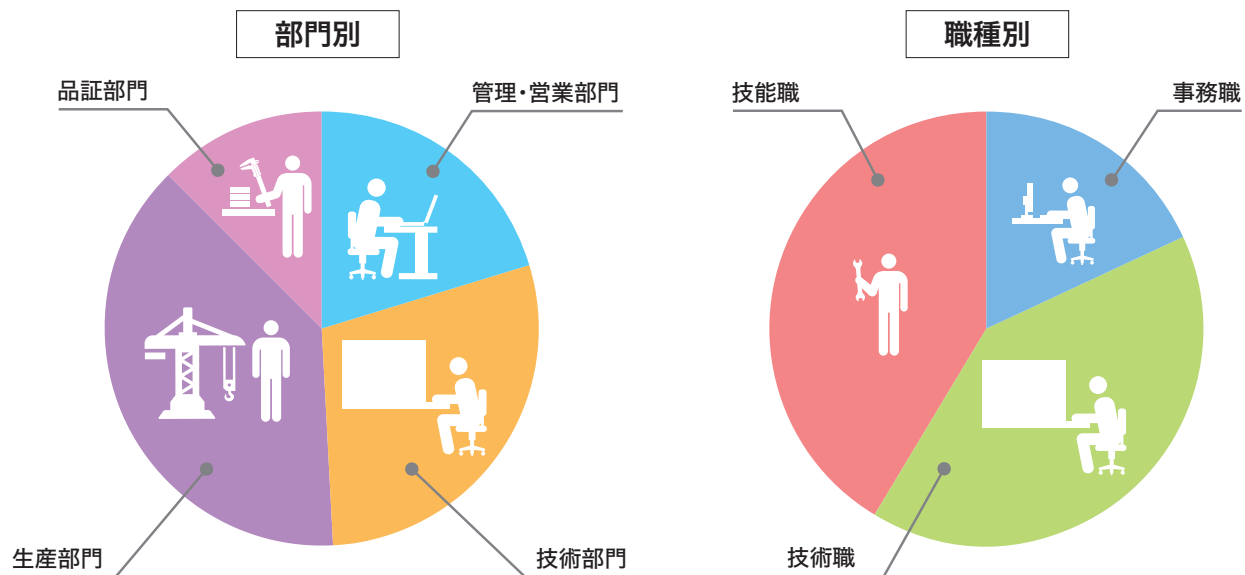 部門別
品証部門
管理・営業部門
生産部門
技術部門
職種別
技能職
事務職
技術職